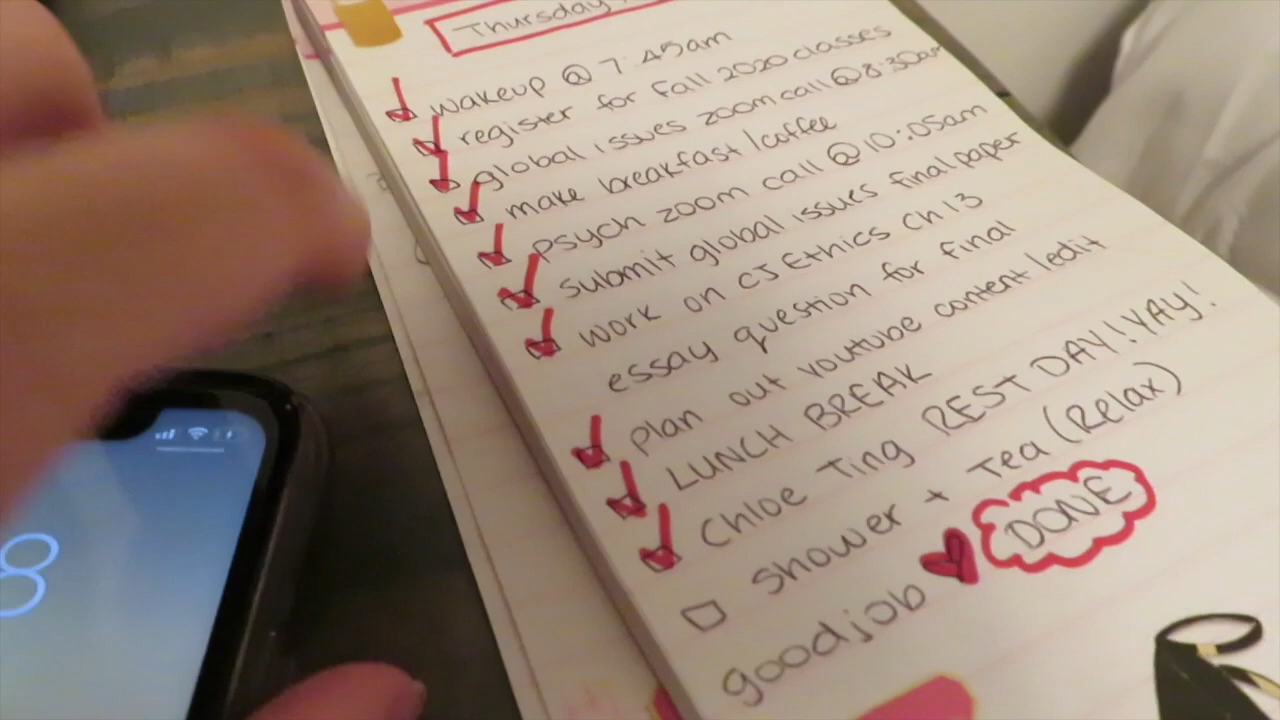 Thursday
wakeup @ 7:45am
register for Fall 2020 classes
global issues zoom call @8:30am
make breakfast/coffee
psych zoom call @10:05am
submit global issues final paper
work on CJ Ethics Ch 13
essay question for final
plan out youtube content/edit
LUNCH BREAK
Chloe Ting REST DAY! YAY!
shower + Tea (Relax)
goodjob DONE
8